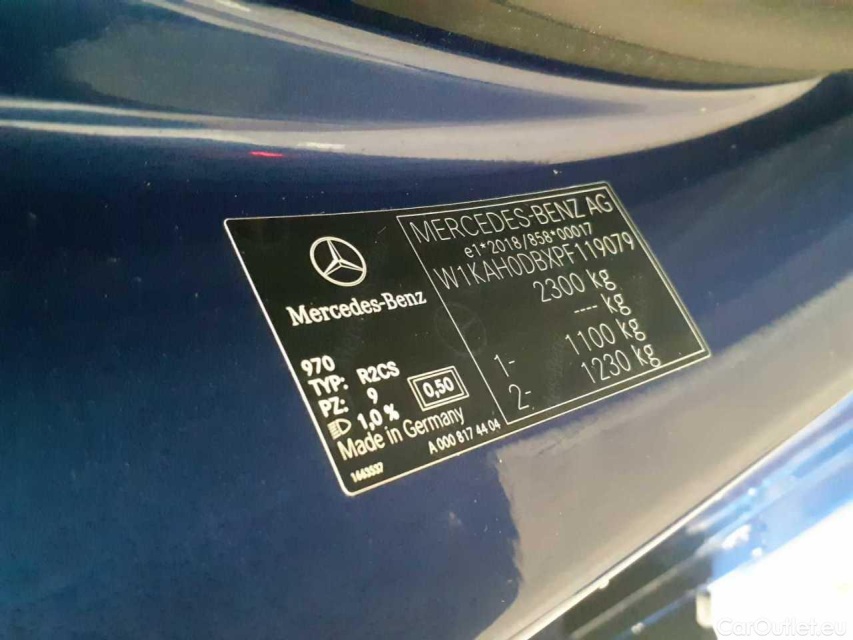 Mercedes-Benz
970
TYP: R2CS
PZ: 9
1,0 %
0,50
Made in Germany
A 000 817 44 04
1663537
MERCEDES-BENZ AG
e1*2018/858*00017
W1KAH0DBXPF119079
2300 kg
---- kg
1- 1100 kg
2- 1230 kg
CarOutlet.eu